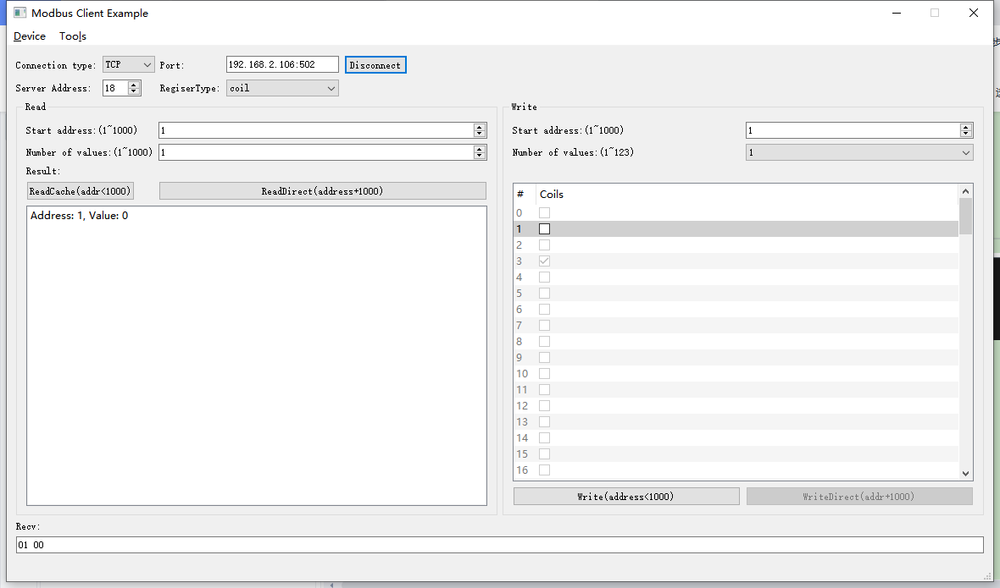 Modbus Client Example
Device Tools
Connection type: TCP Port: 192.168.2.106:502 Disconnect
Server Address: 18 RegiserType: coil
Read
Start address:(1~1000) 1
Number of values:(1~1000) 1
Result:
ReadCache(addr<1000) ReadDirect(address+1000)
Address: 1, Value: 0
Write
Start address:(1~1000) 1
Number of values:(1~123) 1
# Coils
0
1
2
3
4
5
6
7
8
9
10
11
12
13
14
15
16
Write(address<1000) WriteDirect(addr+1000)
Recv:
01 00